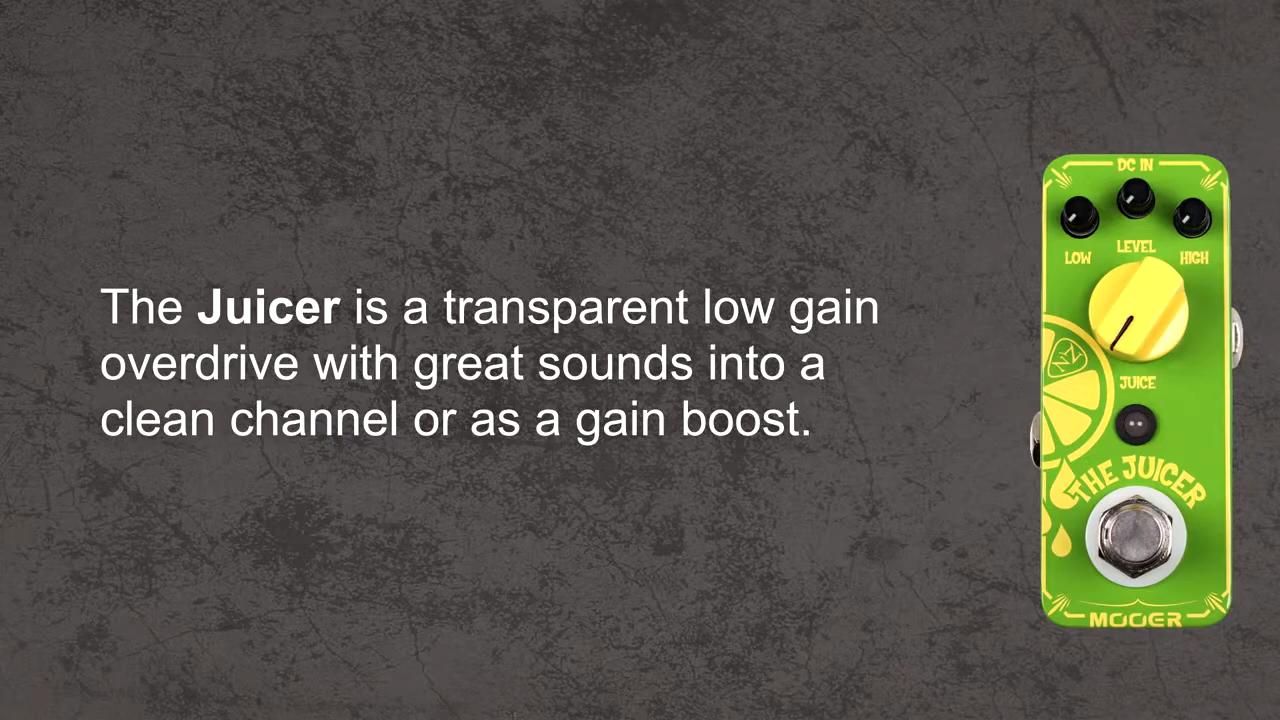 The Juicer is a transparent low gain
overdrive with great sounds into a
clean channel or as a gain boost.
DC IN
LOW
LEVEL
HIGH
JUICE
THE JUICER
MOOER